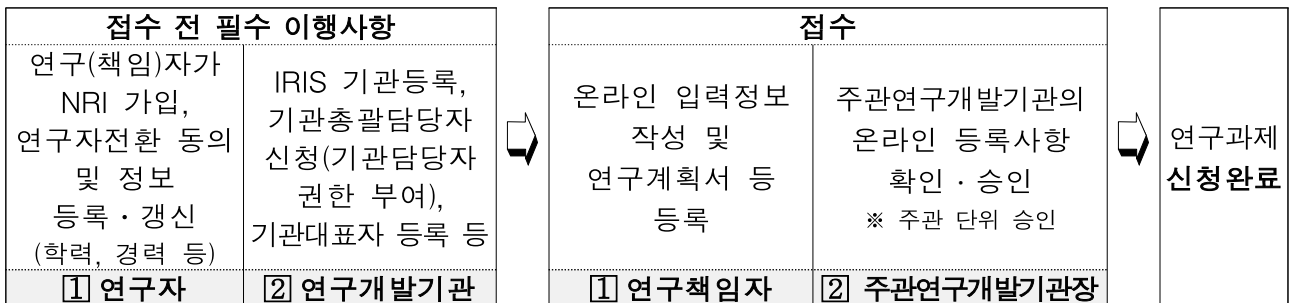 접수 전 필수 이행사항
연구(책임)자가
NRI 가입,
연구자전환 동의
및 정보
등록·갱신
(학력, 경력 등)
1 연구자
IRIS 기관등록,
기관총괄담당자
신청(기관담당자
권한 부여),
기관대표자 등록 등
2 연구개발기관
접수
온라인 입력정보
작성 및
연구계획서 등
등록
1 연구책임자
주관연구개발기관의
온라인 등록사항
확인·승인
※ 주관 단위 승인
2 주관연구개발기관장
연구과제
신청완료